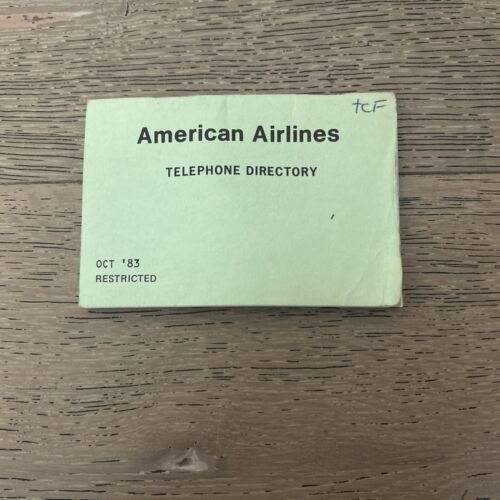 tCF
American Airlines
TELEPHONE DIRECTORY
OCT '83
RESTRICTED